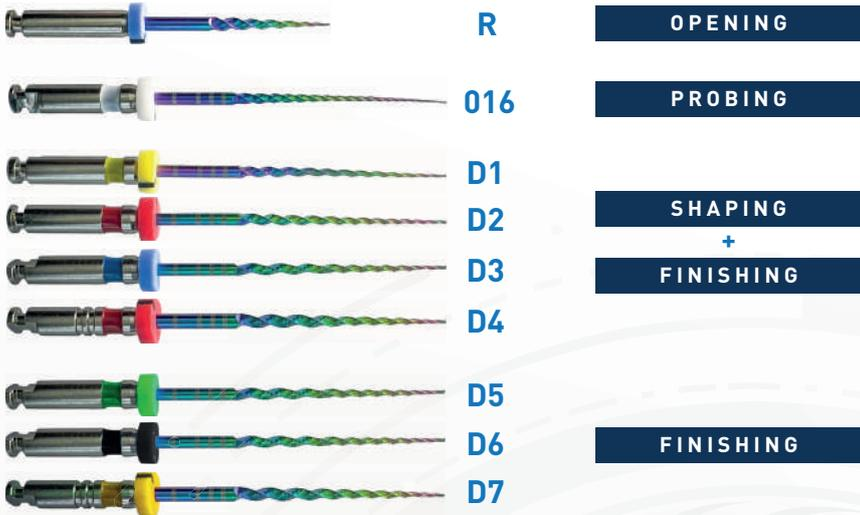 R OPENING
016 PROBING
D1
D2 SHAPING
+
D3 FINISHING
D4
D5
D6 FINISHING
D7